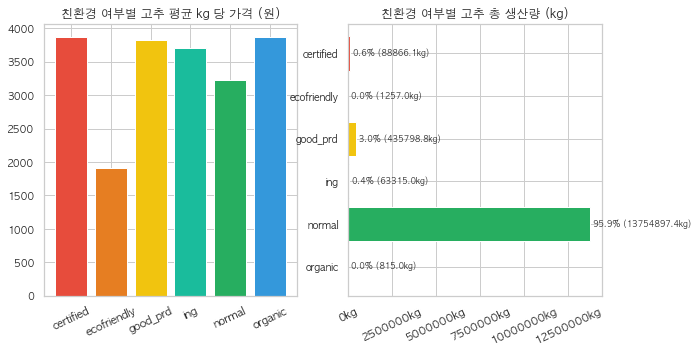 친환경 여부별 고추 평균 kg 당 가격 (원)
4000
3500
3000
2500
2000
1500
1000
500
0
certified
ecofriendly
good_prd
ing
normal
organic
친환경 여부별 고추 총 생산량 (kg)
certified
0.6% (88866.1kg)
ecofriendly
0.0% (1257.0kg)
good_prd
3.0% (435798.8kg)
ing
0.4% (63315.0kg)
normal
95.9% (13754897.4kg)
organic
0.0% (815.0kg)
0kg
2500000kg
5000000kg
7500000kg
10000000kg
12500000kg